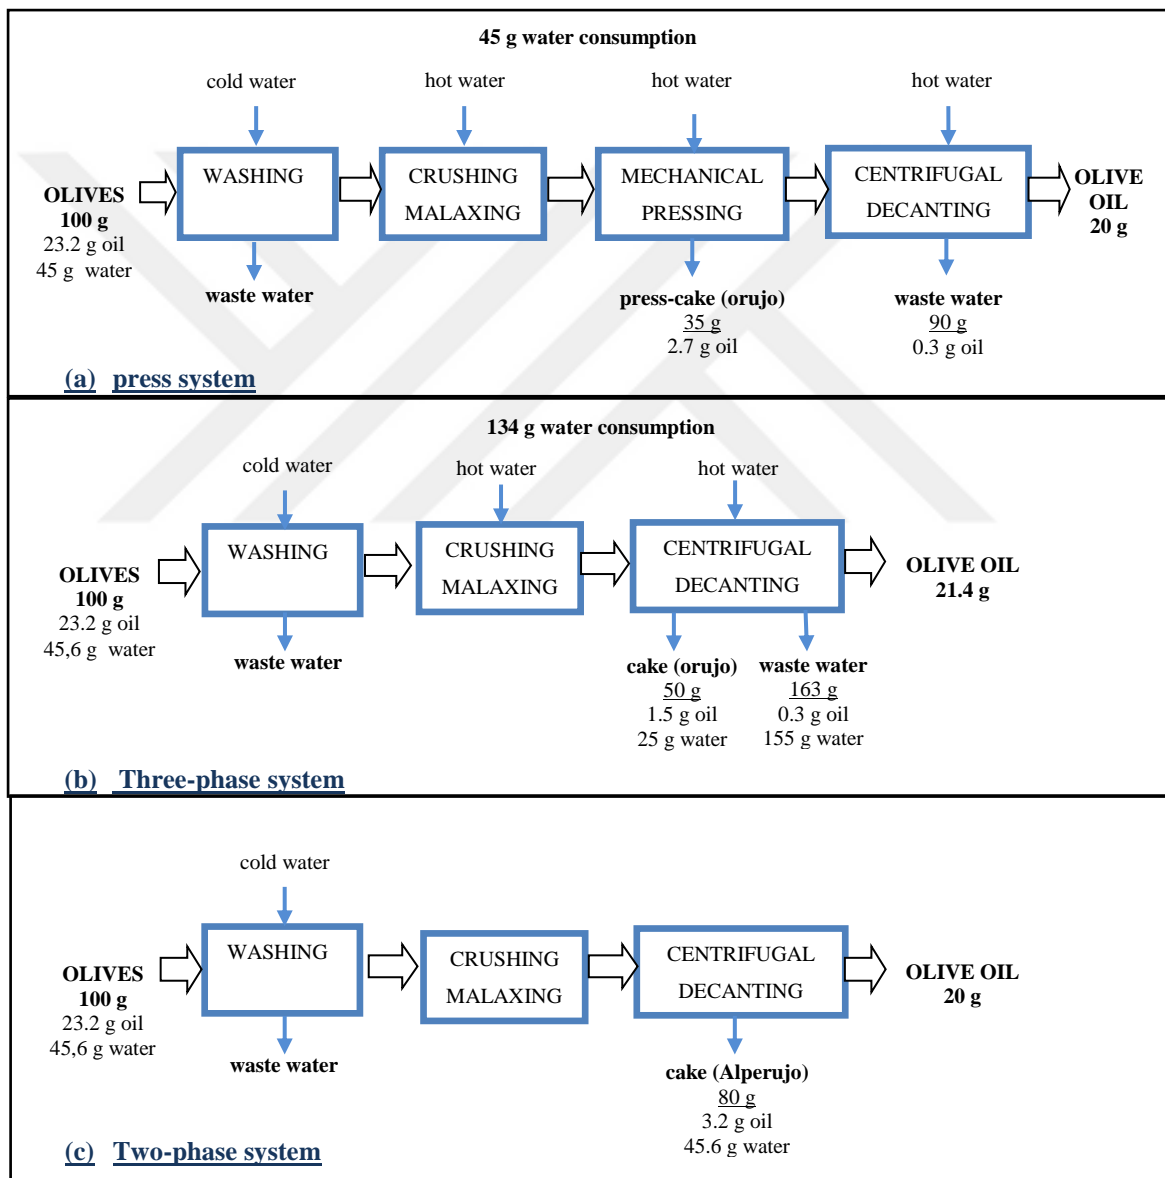 45 g water consumption
cold water
hot water
hot water
hot water
WASHING
CRUSHING
MALAXING
MECHANICAL
PRESSING
CENTRIFUGAL
DECANTING
OLIVES
100 g
23.2 g oil
45 g water
OLIVE
OIL
20 g
waste water
press-cake (orujo)
35 g
2.7 g oil
waste water
90 g
0.3 g oil
(a) press system
134 g water consumption
cold water
hot water
hot water
WASHING
CRUSHING
MALAXING
CENTRIFUGAL
DECANTING
OLIVES
100 g
23.2 g oil
45,6 g water
OLIVE OIL
21.4 g
waste water
cake (orujo)
50 g
1.5 g oil
25 g water
waste water
163 g
0.3 g oil
155 g water
(b) Three-phase system
cold water
WASHING
CRUSHING
MALAXING
CENTRIFUGAL
DECANTING
OLIVES
100 g
23.2 g oil
45,6 g water
OLIVE OIL
20 g
waste water
cake (Alperujo)
80 g
3.2 g oil
45.6 g water
(c) Two-phase system